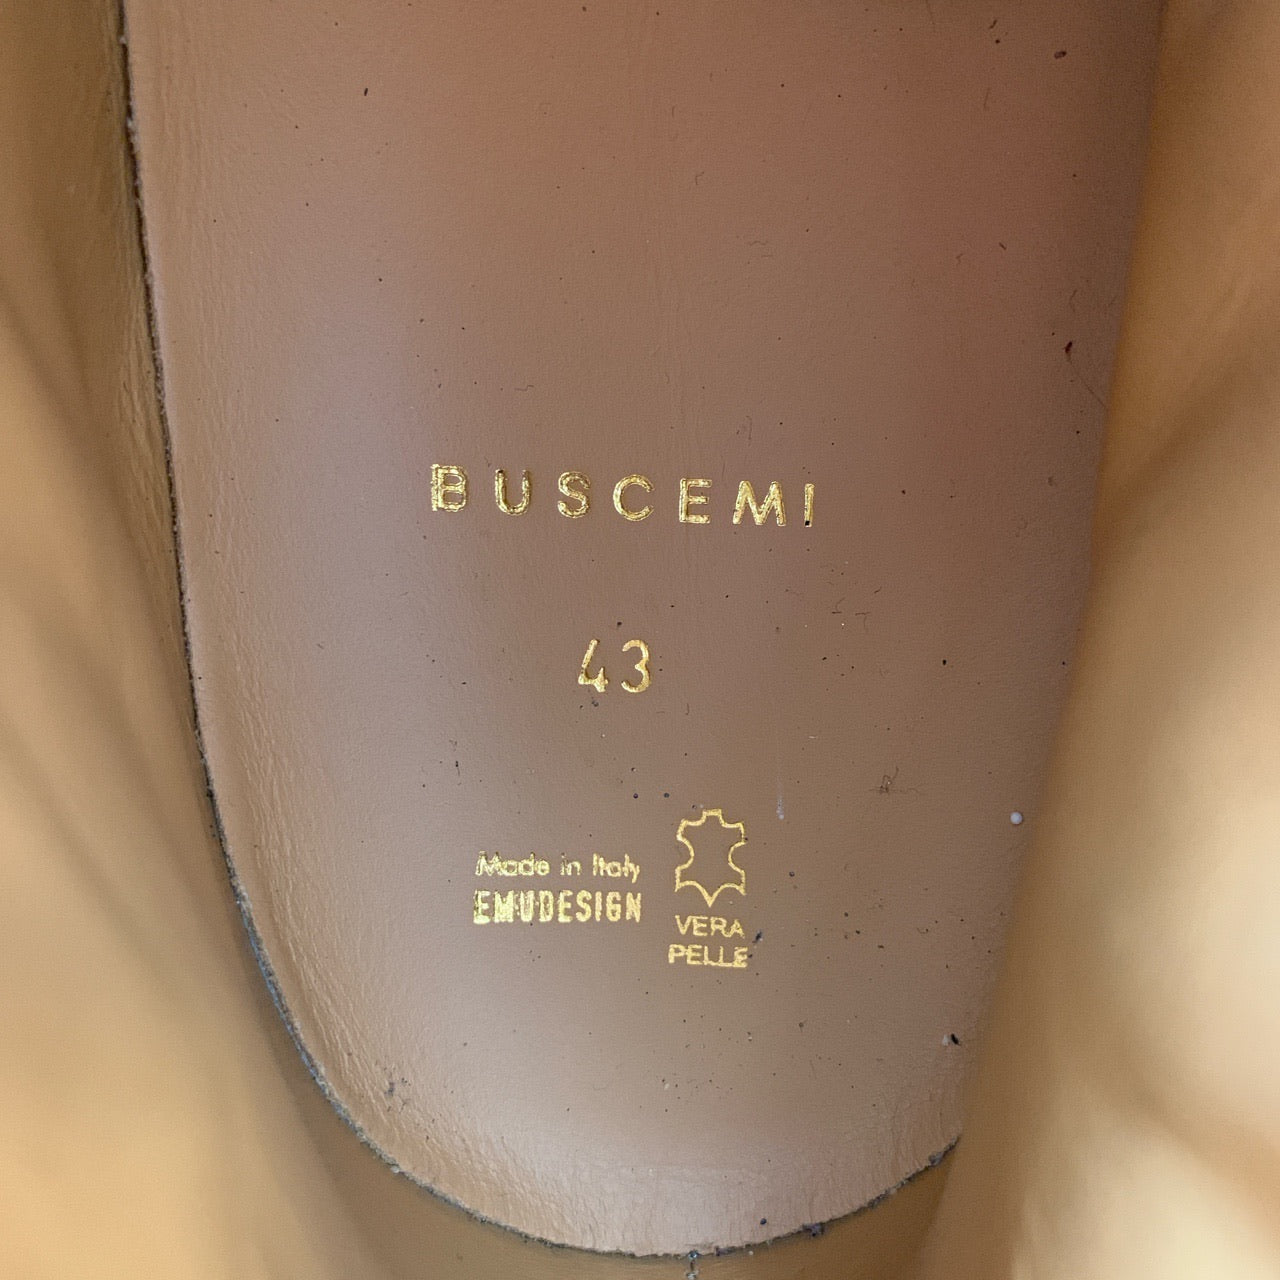 BUSCEMI
43
Made in Italy
EMUDESIGN
VERA
PELLE